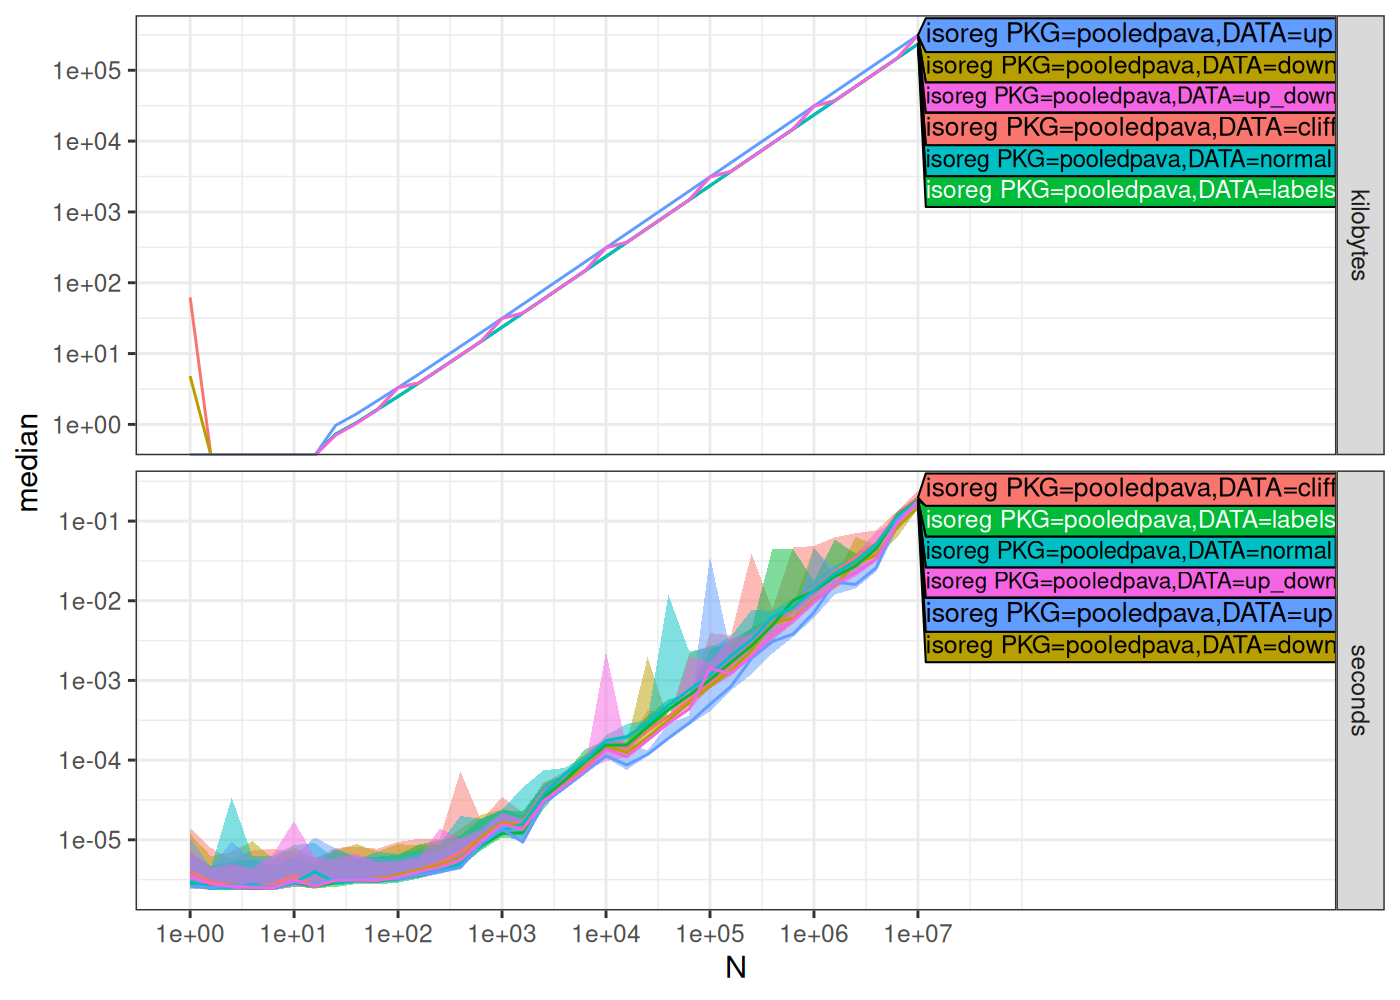 isoreg PKG=pooledpava,DATA=up
isoreg PKG=pooledpava,DATA=down
isoreg PKG=pooledpava,DATA=up_down
isoreg PKG=pooledpava,DATA=cliff
isoreg PKG=pooledpava,DATA=normal
isoreg PKG=pooledpava,DATA=labels
1e+05
1e+04
1e+03
1e+02
1e+01
1e+00
kilobytes
median
isoreg PKG=pooledpava,DATA=cliff
isoreg PKG=pooledpava,DATA=labels
isoreg PKG=pooledpava,DATA=normal
isoreg PKG=pooledpava,DATA=up_down
isoreg PKG=pooledpava,DATA=up
isoreg PKG=pooledpava,DATA=down
1e-01
1e-02
1e-03
1e-04
1e-05
seconds
1e+00 1e+01 1e+02 1e+03 1e+04 1e+05 1e+06 1e+07
N